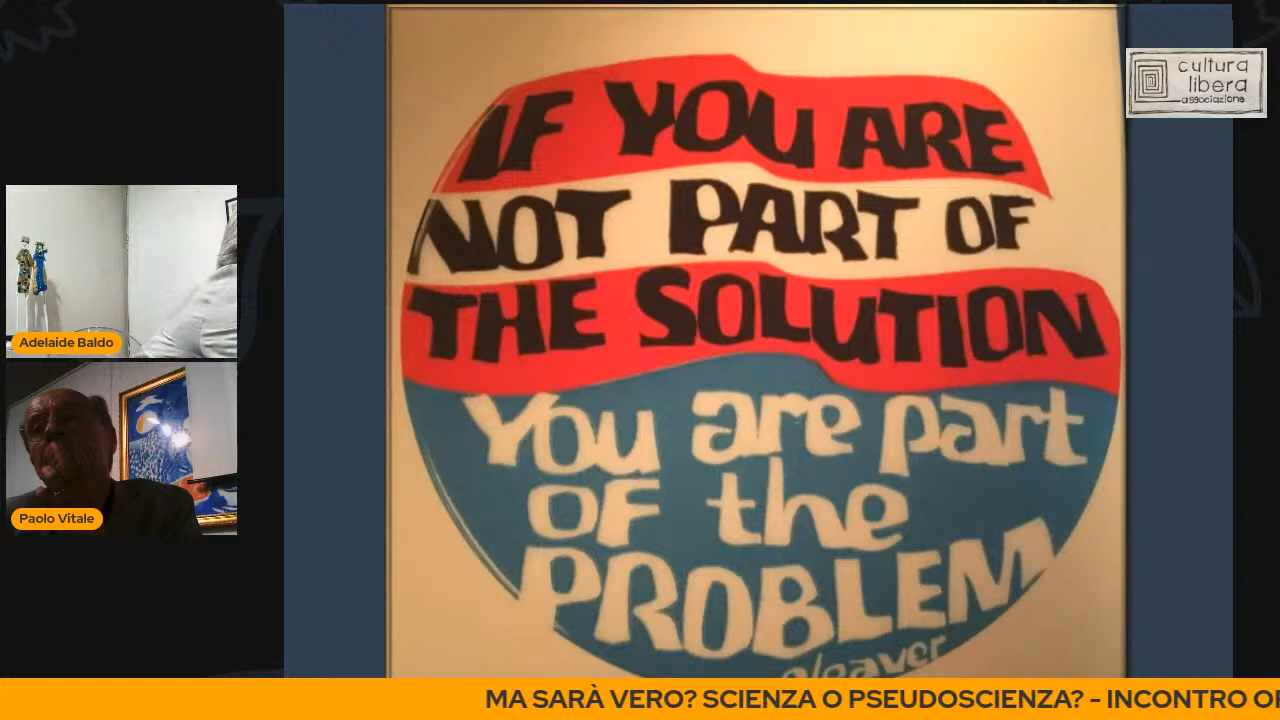 IF YOU ARE
NOT PART OF
THE SOLUTION
You are part
OF the
PROBLEM
cleaver
cultura
libera
associazione
Adelaide Baldo
Paolo Vitale
MA SARÀ VERO? SCIENZA O PSEUDOSCIENZA? - INCONTRO